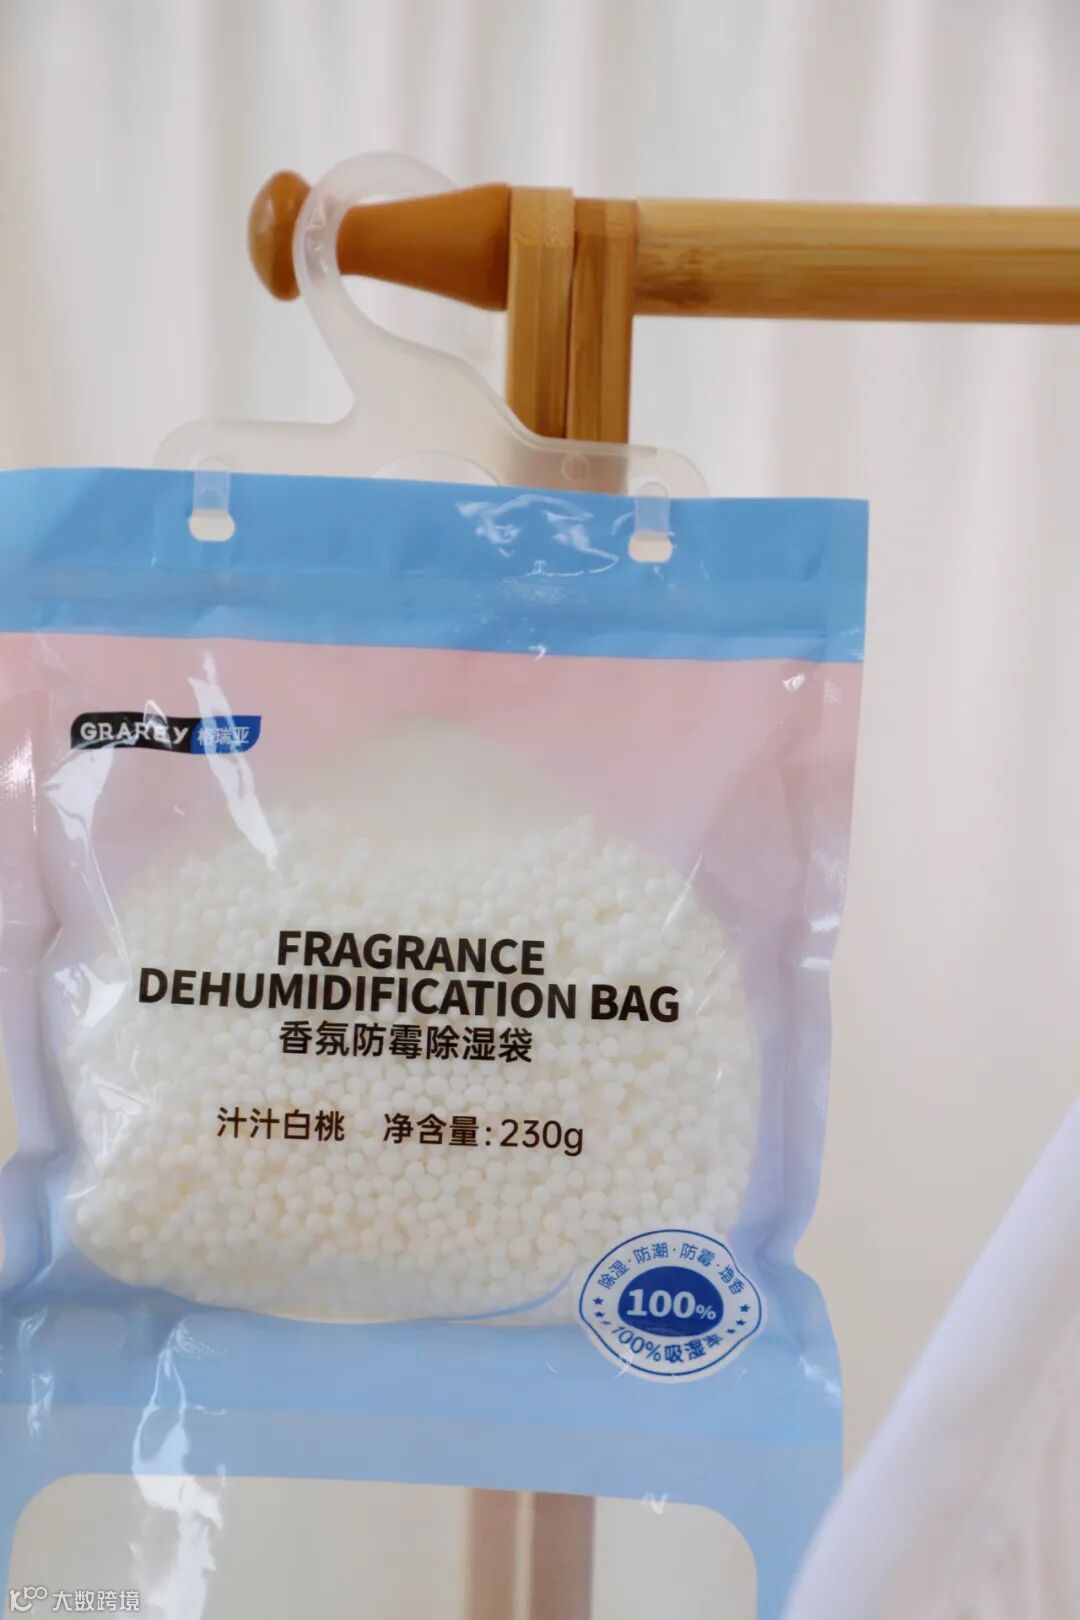 GRAREY 格瑞亚
FRAGRANCE
DEHUMIDIFICATION BAG
香氛防霉除湿袋
汁汁白桃 净含量:230g
除湿·防潮·防霉·增香
100%
100%吸湿率
大数跨境